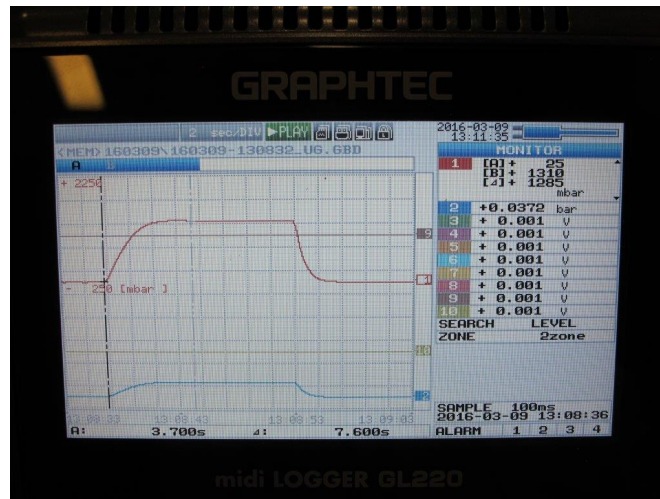 GRAPHTEC
2 sec/DIV ▶PLAY
2016-03-09
13:11:35
<MEM> 160309\160309-130832_UG.GBD
MONITOR
A B
1 [A]+ 25
[B]+ 1310
[⊿]+ 1285
mbar
+ 2250
2 +0.0372 bar
3 + 0.001 V
4 + 0.001 V
5 + 0.001 V
6 + 0.001 V
7 + 0.001 V
8 + 0.001 V
9 + 0.001 V
10 + 0.001 V
9
1
- 250 [mbar ]
SEARCH LEVEL
ZONE 2zone
10
2
13:08:43 13:08:53 13:09:03
SAMPLE 100ms
2016-03-09 13:08:36
A: 3.700s ⊿: 7.600s
ALARM 1 2 3 4
midi LOGGER GL220